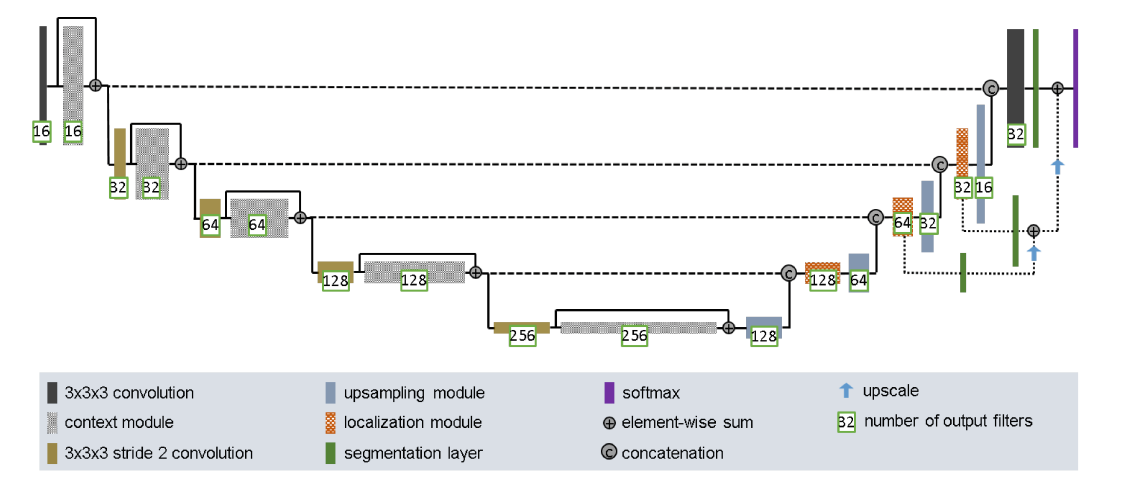 16
16
32
32
32
32
16
64
64
64
32
128
128
128
64
256
256
128
3x3x3 convolution
upsampling module
softmax
upscale
context module
localization module
element-wise sum
32
number of output filters
3x3x3 stride 2 convolution
segmentation layer
C
concatenation
C
C
C
C